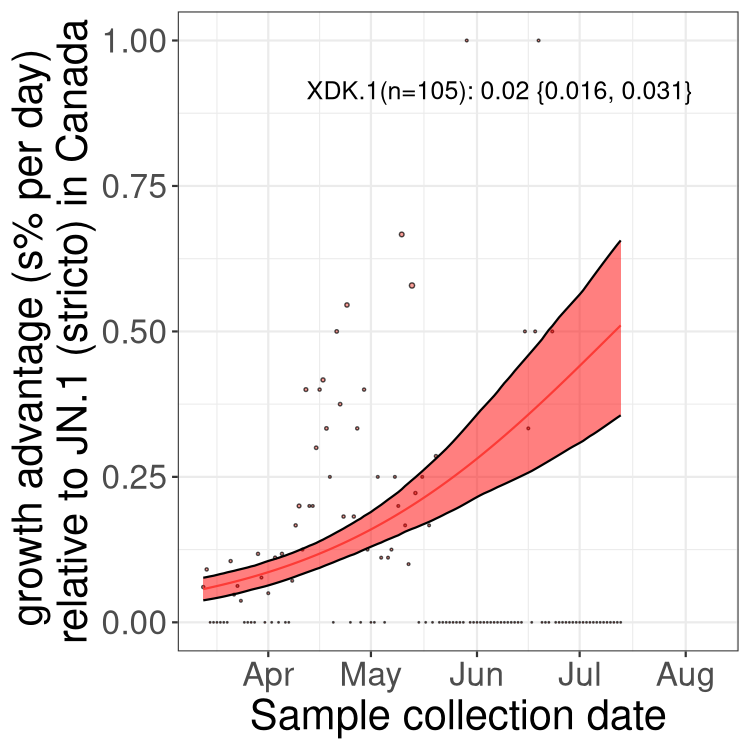 growth advantage (s% per day)
relative to JN.1 (stricto) in Canada
1.00
0.75
0.50
0.25
0.00
XDK.1(n=105): 0.02 {0.016, 0.031}
Apr May Jun Jul Aug
Sample collection date